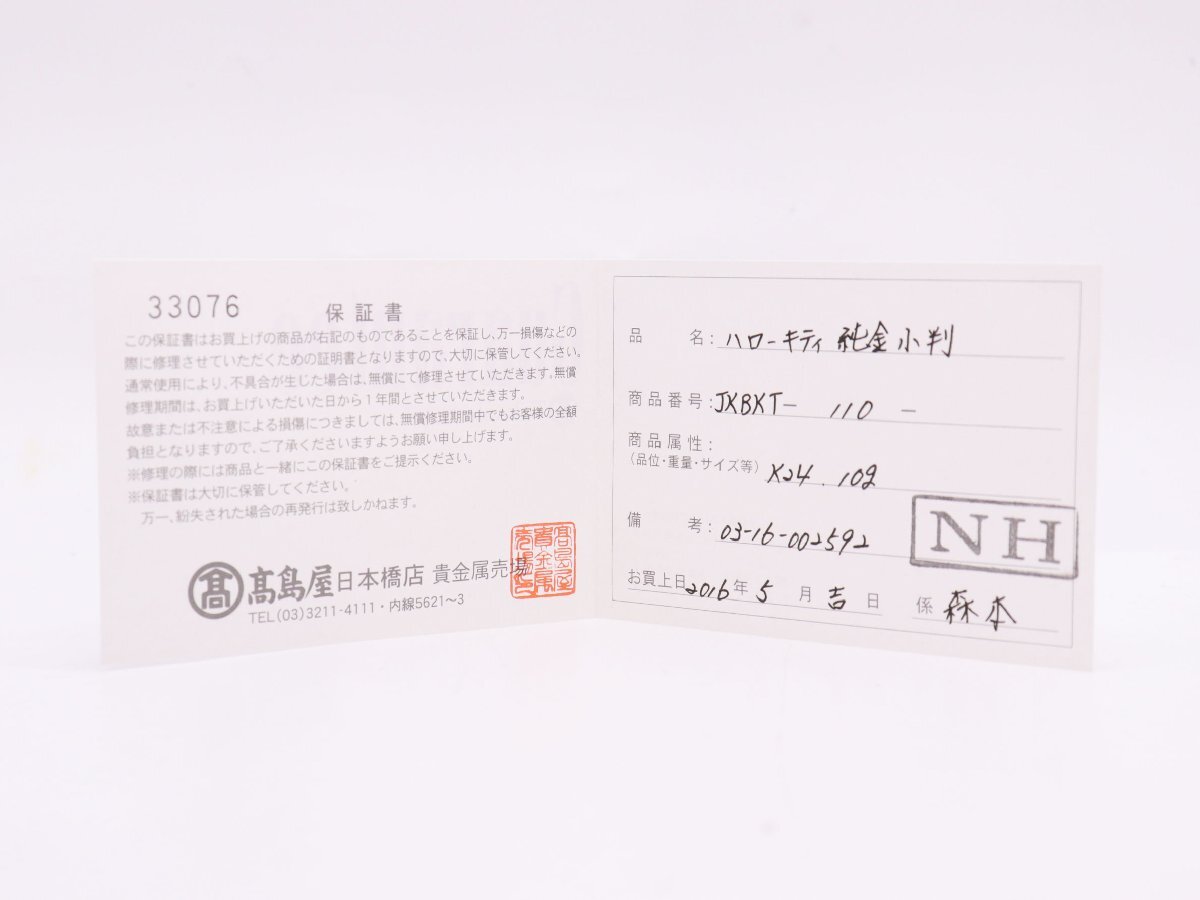 33076 保証書
この保証書はお買上げの商品が右記のものであることを保証し、万一損傷などの
際に修理させていただくための証明書となりますので、大切に保管してください。
通常使用により、不具合が生じた場合は、無償にて修理させていただきます。無償
修理期間は、お買上げいただいた日から1年間とさせていただきます。
故意または不注意による損傷につきましては、無償修理期間中でもお客様の全額
負担となりますので、ご了承くださいますようお願い申し上げます。
※修理の際には商品と一緒にこの保証書をご提示ください。
※保証書は大切に保管してください。
万一、紛失された場合の再発行は致しかねます。
髙 髙島屋 日本橋店 貴金属売場
TEL(03)3211-4111・内線5621〜3
髙島屋
貴金属
売場印
品名：ハローキティ 純金小判
商品番号：JXBXT- 110 -
商品属性：
(品位・重量・サイズ等) K24 . 10g
備考：03-16-002592
NH
お買上日 2016年 5月 吉日 係 森本